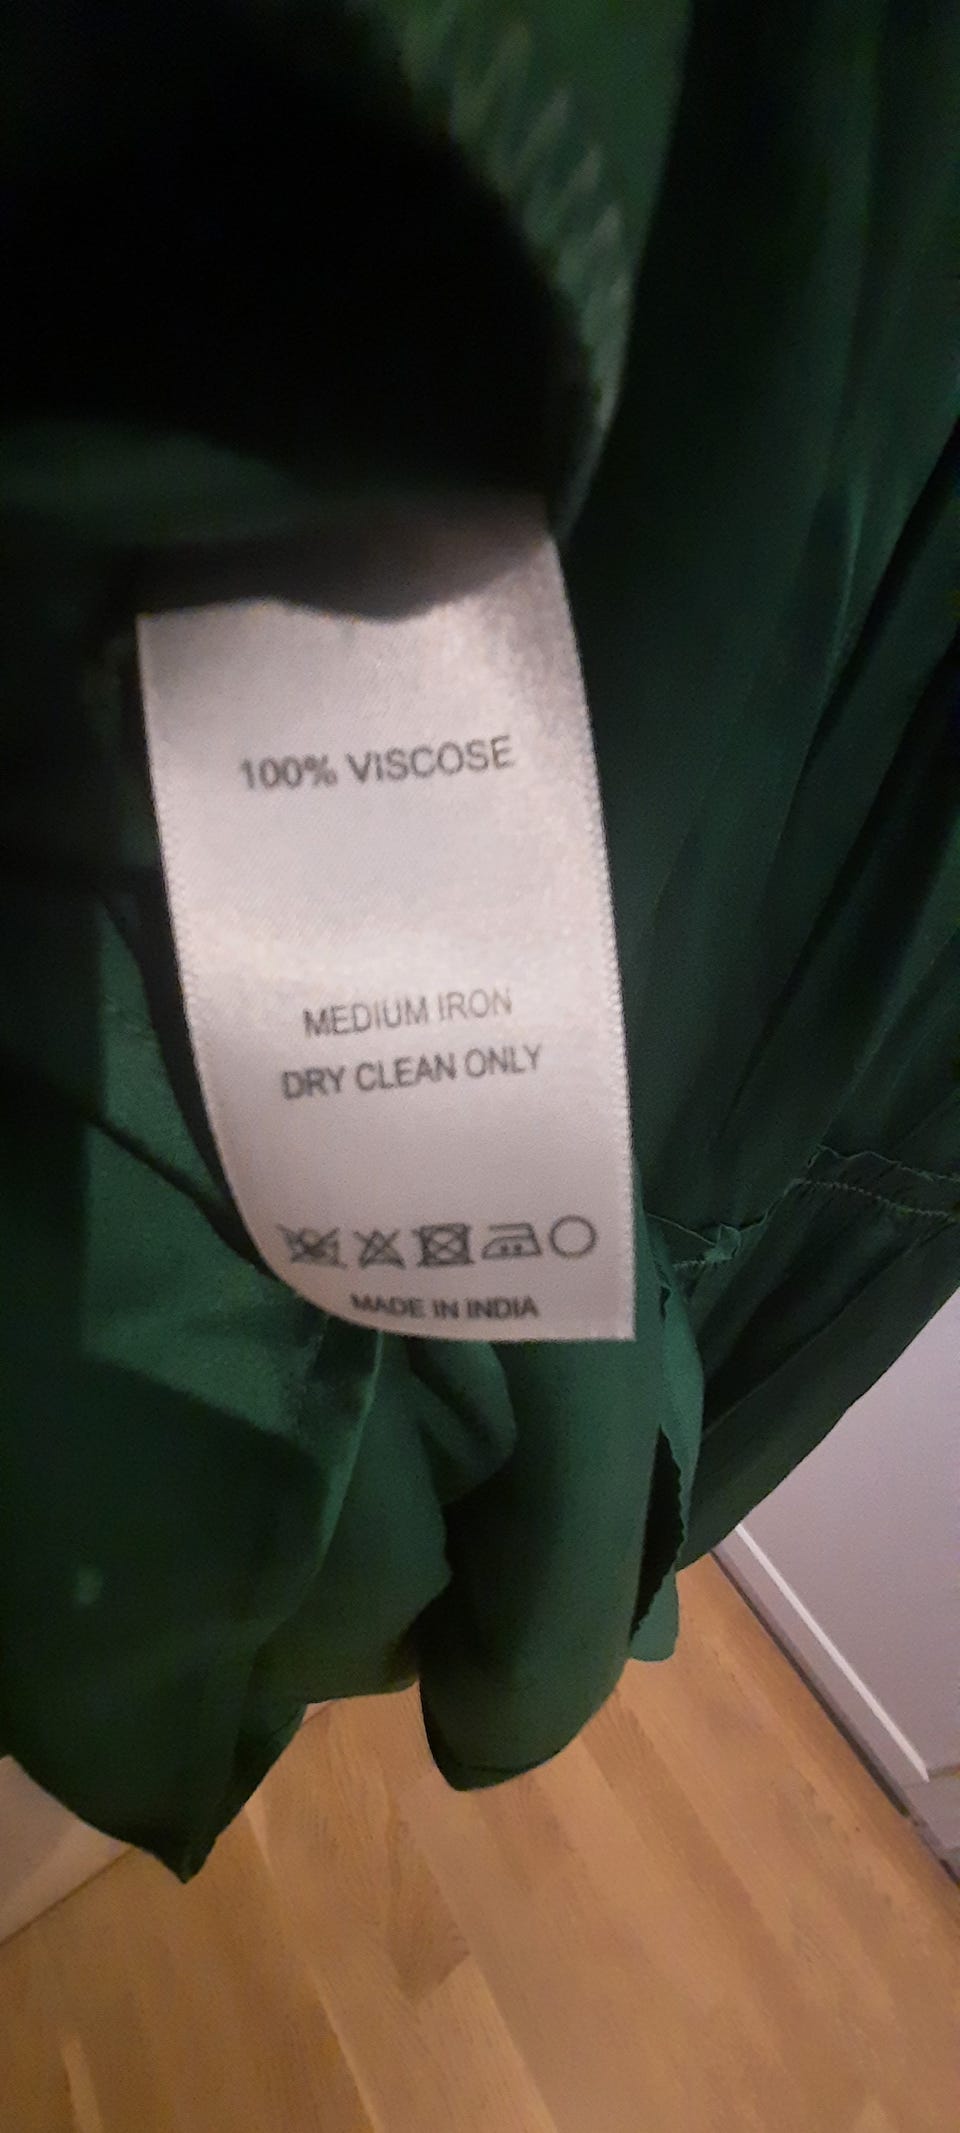 100% VISCOSE
MEDIUM IRON
DRY CLEAN ONLY
MADE IN INDIA